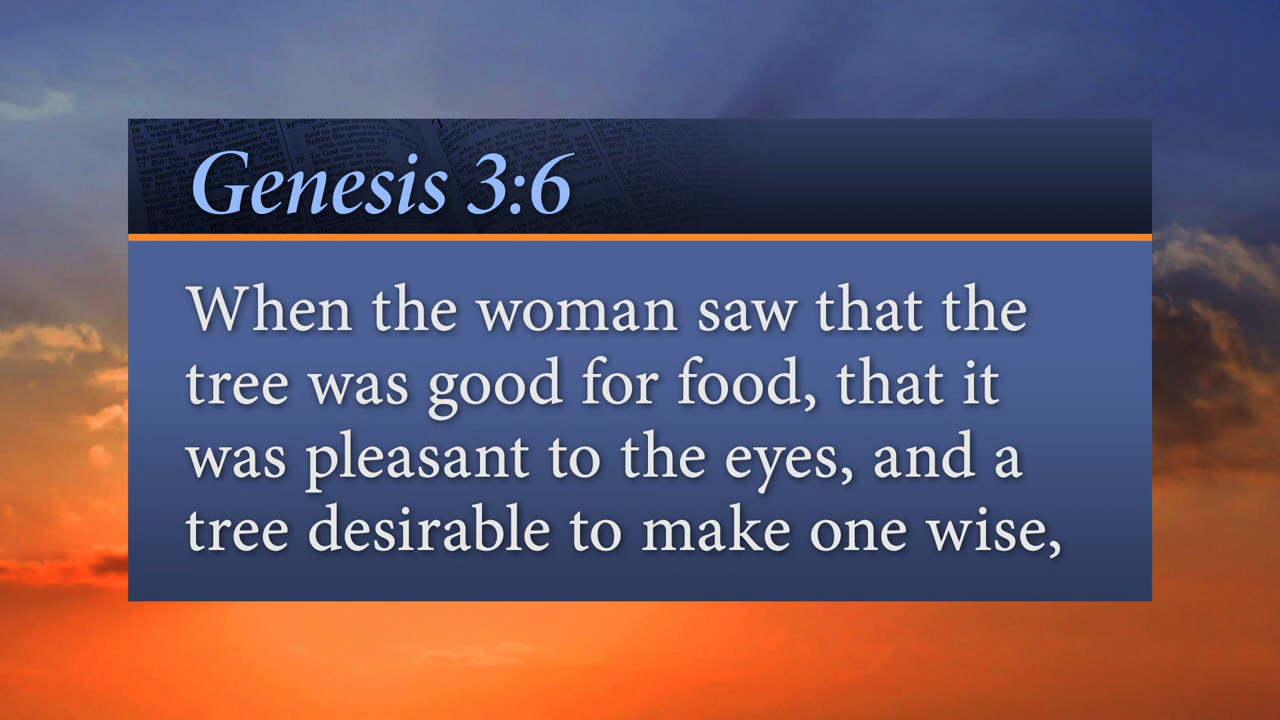 Genesis 3:6
When the woman saw that the
tree was good for food, that it
was pleasant to the eyes, and a
tree desirable to make one wise,